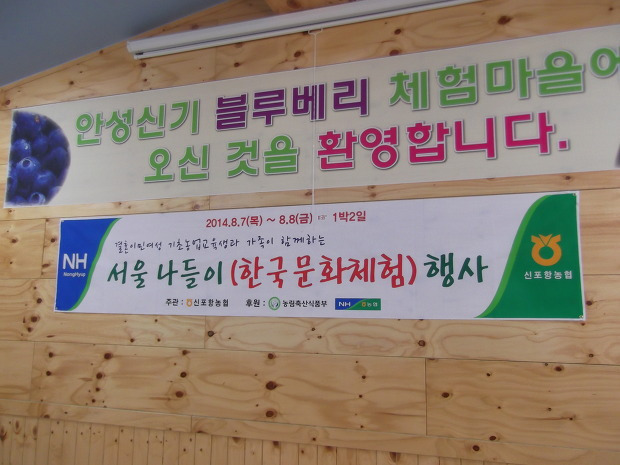 안성신기 블루베리 체험마을에
오신 것을 환영합니다.
2014.8.7(목) ~ 8.8(금) 1박2일
결혼이민여성 기초농업교육생과 가족이 함께하는
NH
NongHyup
서울 나들이 (한국문화체험) 행사
신포항농협
주관 : 신포항농협 후원 : 농림축산식품부 NH 농협